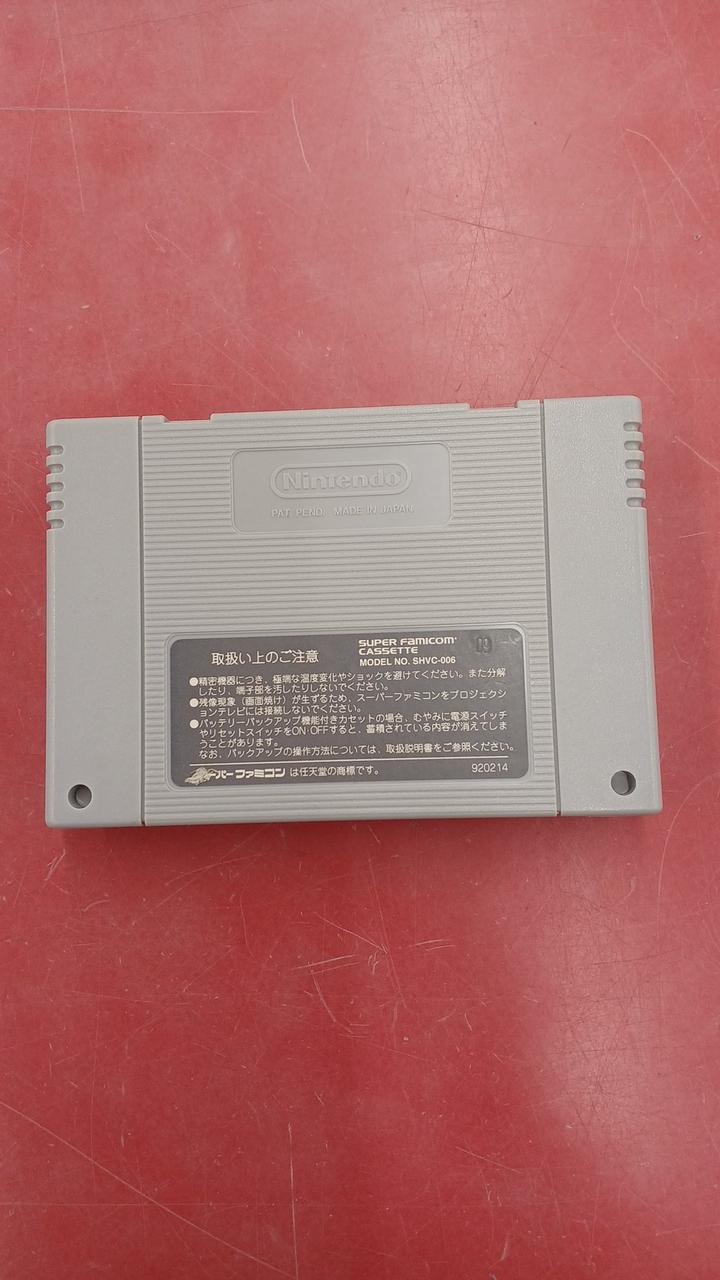 Nintendo
PAT. PEND. MADE IN JAPAN
取扱い上のご注意
SUPER FAMICOM
CASSETTE
MODEL NO. SHVC-006
●精密機器につき、極端な温度変化やショックを避けてください。また分解
したり、端子部を汚したりしないでください。
●残像現象（画面焼け）が生ずるため、スーパーファミコンをプロジェクシ
ョンテレビには接続しないでください。
●バッテリーバックアップ機能付きカセットの場合、むやみに電源スイッチ
やリセットスイッチをON・OFFすると、蓄積されている内容が消えてしま
うことがあります。
なお、バックアップの操作方法については、取扱説明書をご参照ください。
スーパーファミコン は任天堂の商標です。
920214